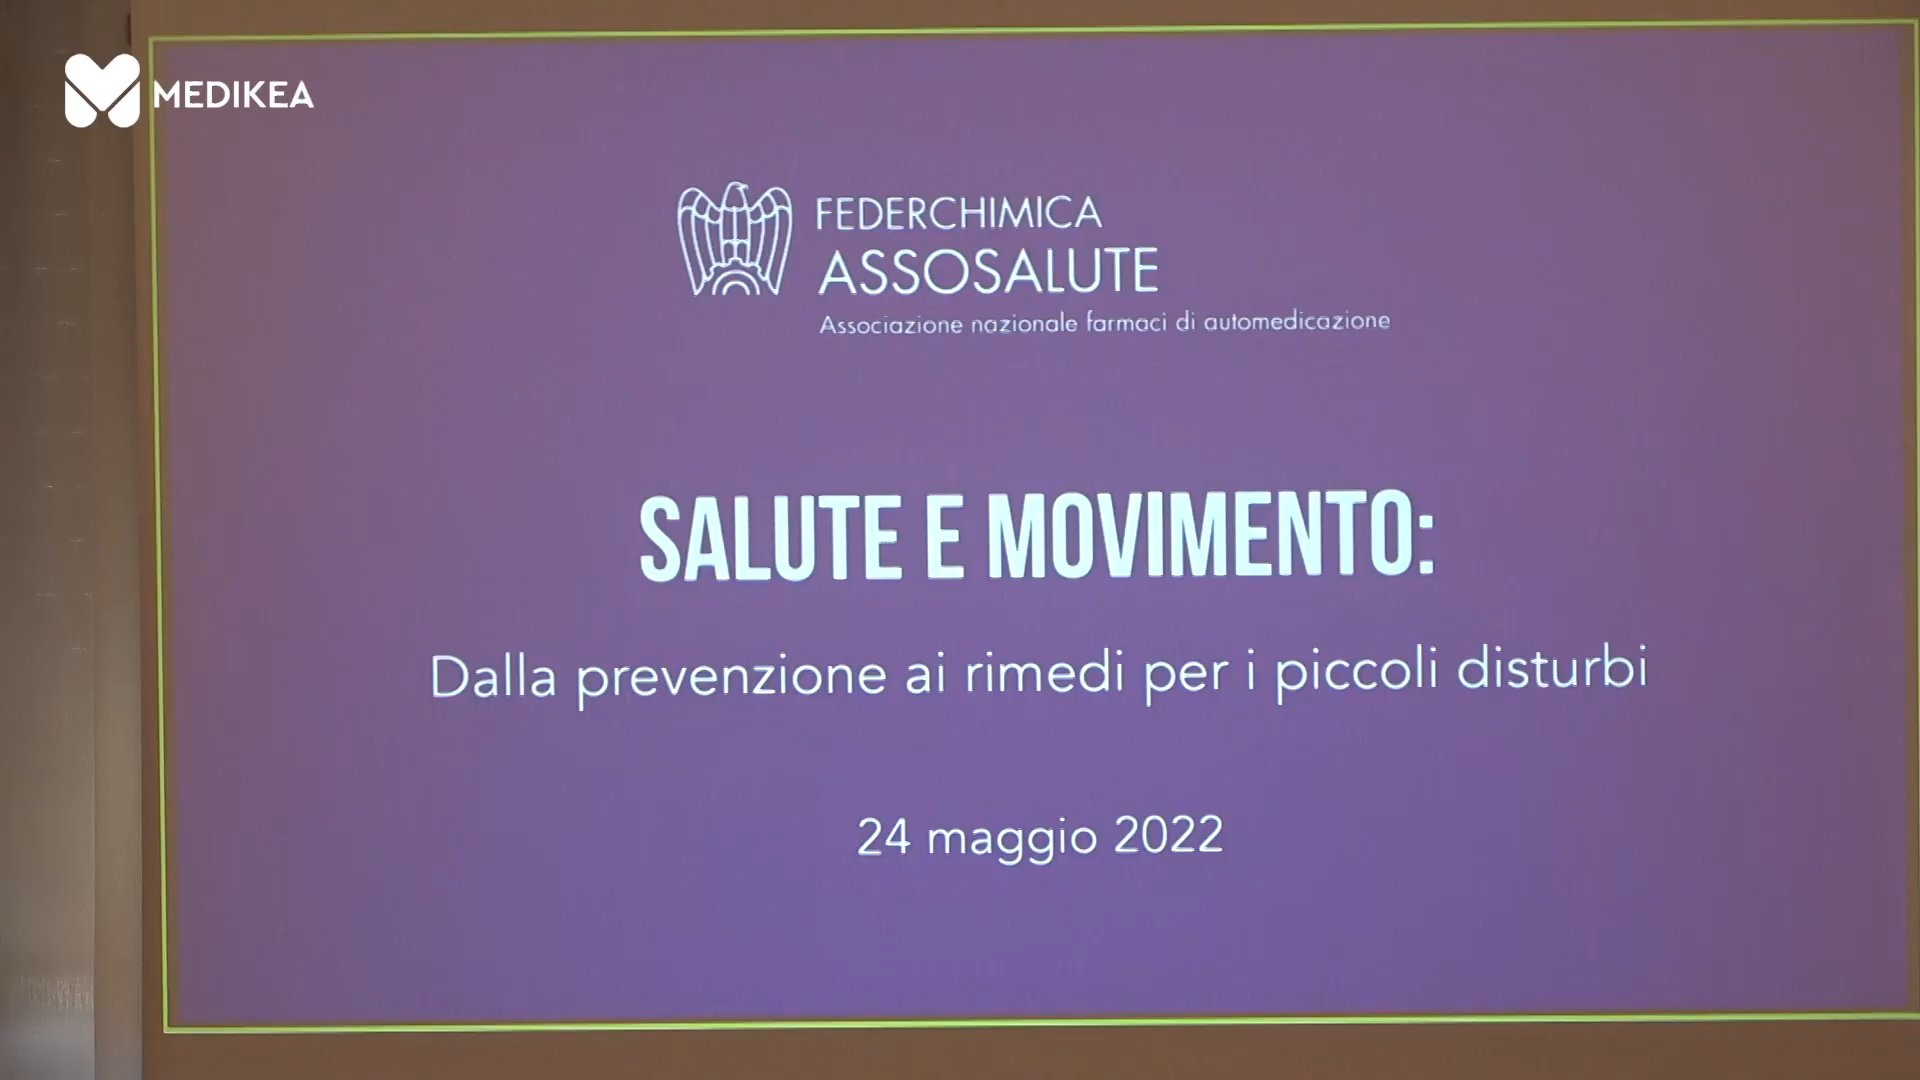 MEDIKEA
FEDERCHIMICA
ASSOSALUTE
Associazione nazionale farmaci di automedicazione
SALUTE E MOVIMENTO:
Dalla prevenzione ai rimedi per i piccoli disturbi
24 maggio 2022